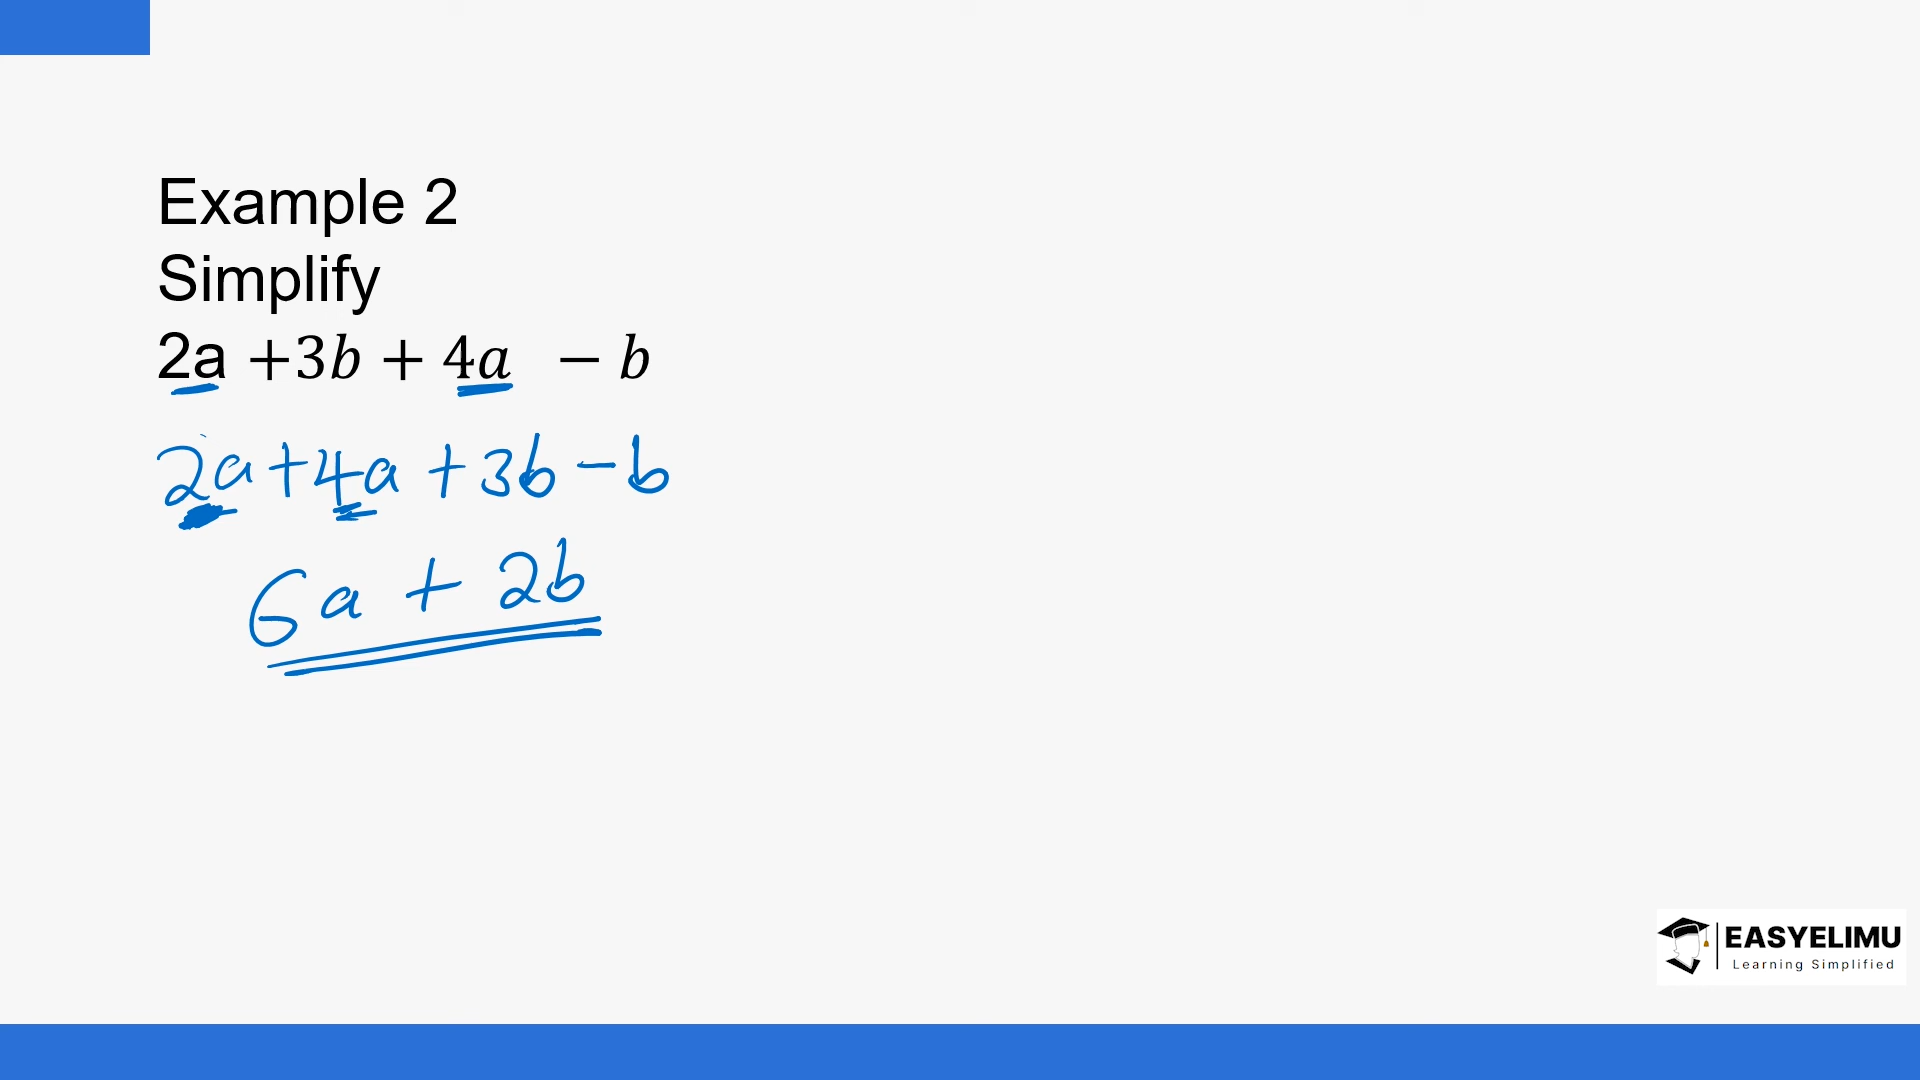 Example 2
Simplify
2a +3b + 4a − b
2a+4a+3b−b
6a + 2b
EASYELIMU
Learning Simplified